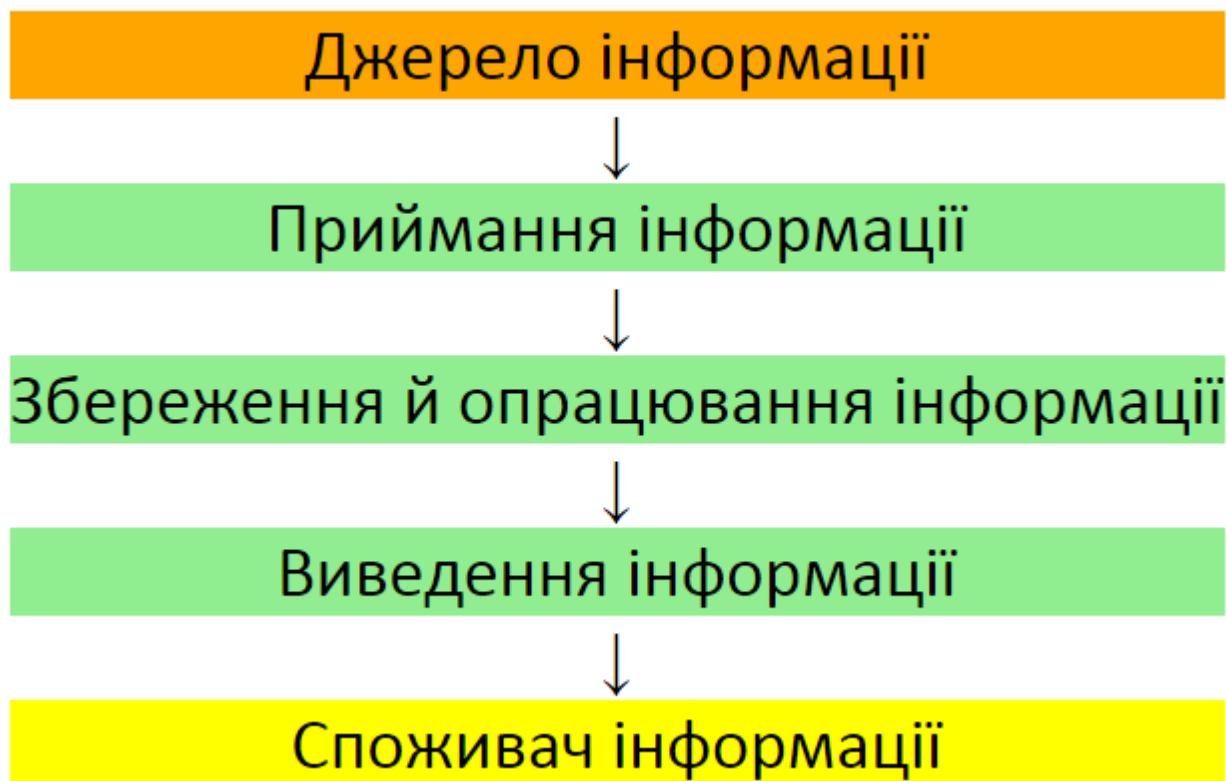 Джерело інформації
↓
Приймання інформації
↓
Збереження й опрацювання інформації
↓
Виведення інформації
↓
Споживач інформації